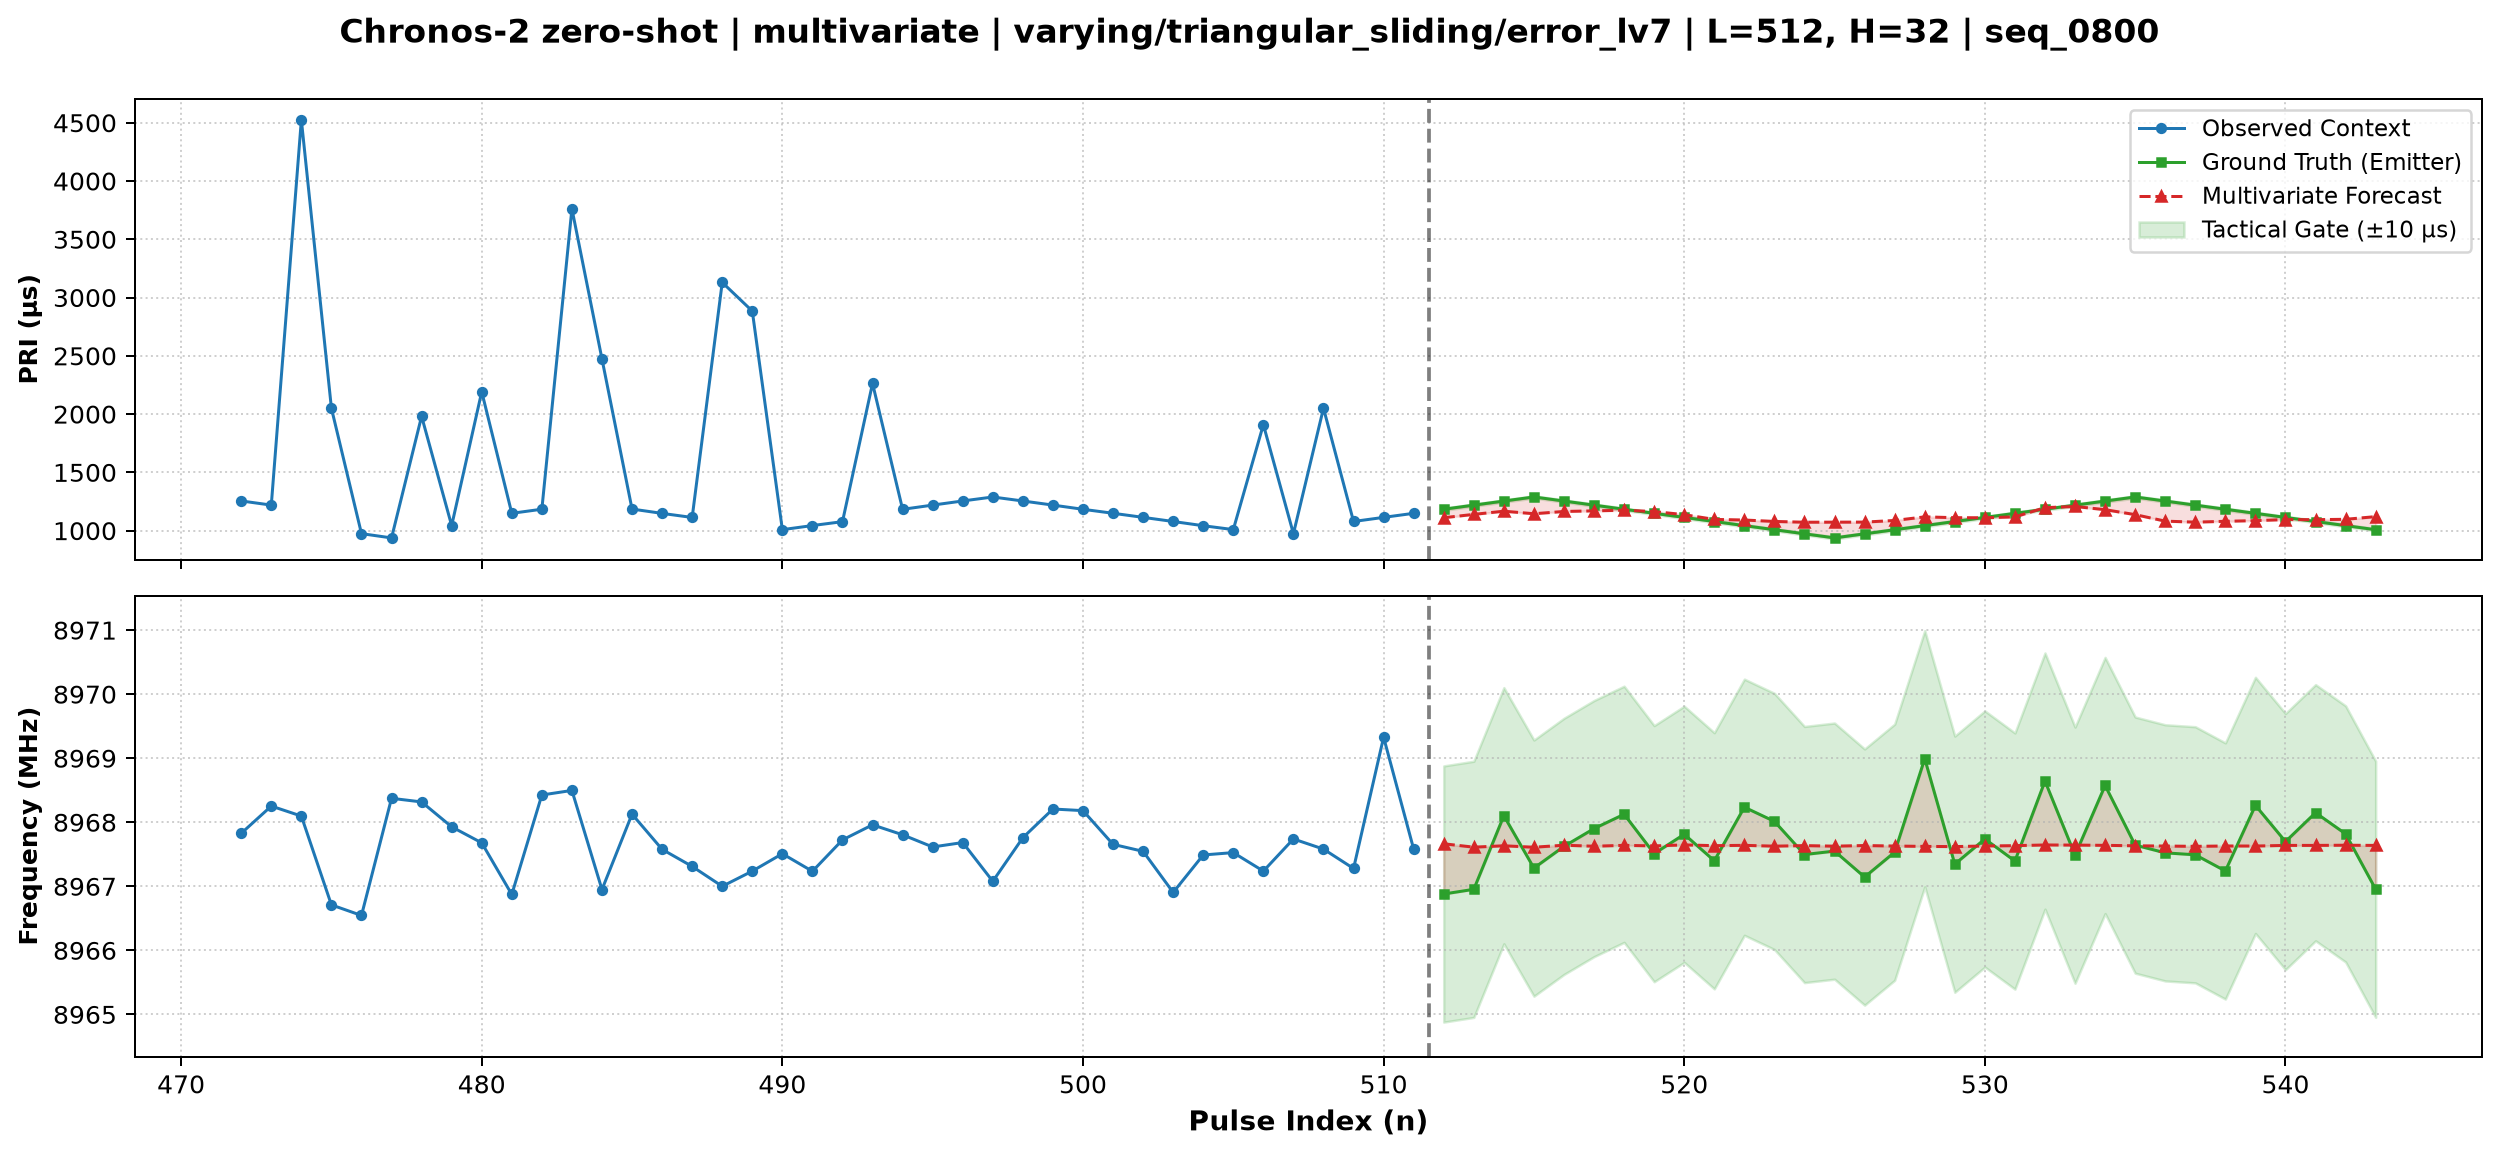 Chronos-2 zero-shot | multivariate | varying/triangular_sliding/error_lv7 | L=512, H=32 | seq_0800
4500
4000
3500
3000
2500
2000
1500
1000
PRI (µs)
Observed Context
Ground Truth (Emitter)
Multivariate Forecast
Tactical Gate (±10 µs)
8971
8970
8969
8968
8967
8966
8965
Frequency (MHz)
470 480 490 500 510 520 530 540
Pulse Index (n)